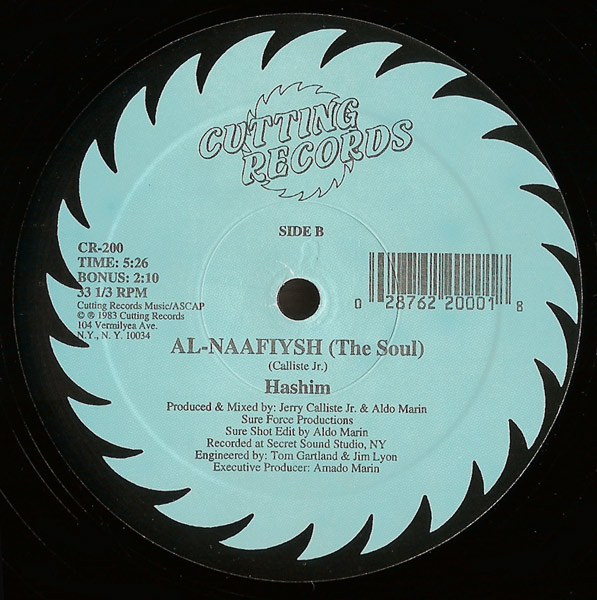 CUTTING
RECORDS
SIDE B
CR-200
TIME: 5:26
BONUS: 2:10
33 1/3 RPM
Cutting Records Music/ASCAP
© ℗ 1983 Cutting Records
104 Vermilyea Ave.
N.Y., N. Y. 10034
0 28762 20001 8
AL-NAAFIYSH (The Soul)
(Calliste Jr.)
Hashim
Produced & Mixed by: Jerry Calliste Jr. & Aldo Marin
Sure Force Productions
Sure Shot Edit by Aldo Marin
Recorded at Secret Sound Studio, NY
Engineered by: Tom Gartland & Jim Lyon
Executive Producer: Amado Marin